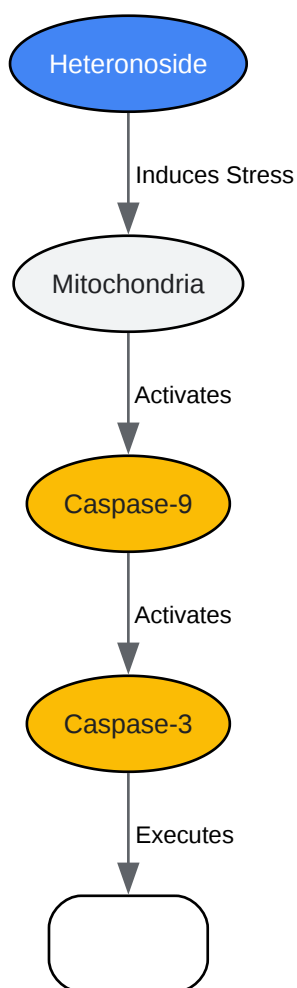 Heteronoside
Induces Stress
Mitochondria
Activates
Caspase-9
Activates
Caspase-3
Executes